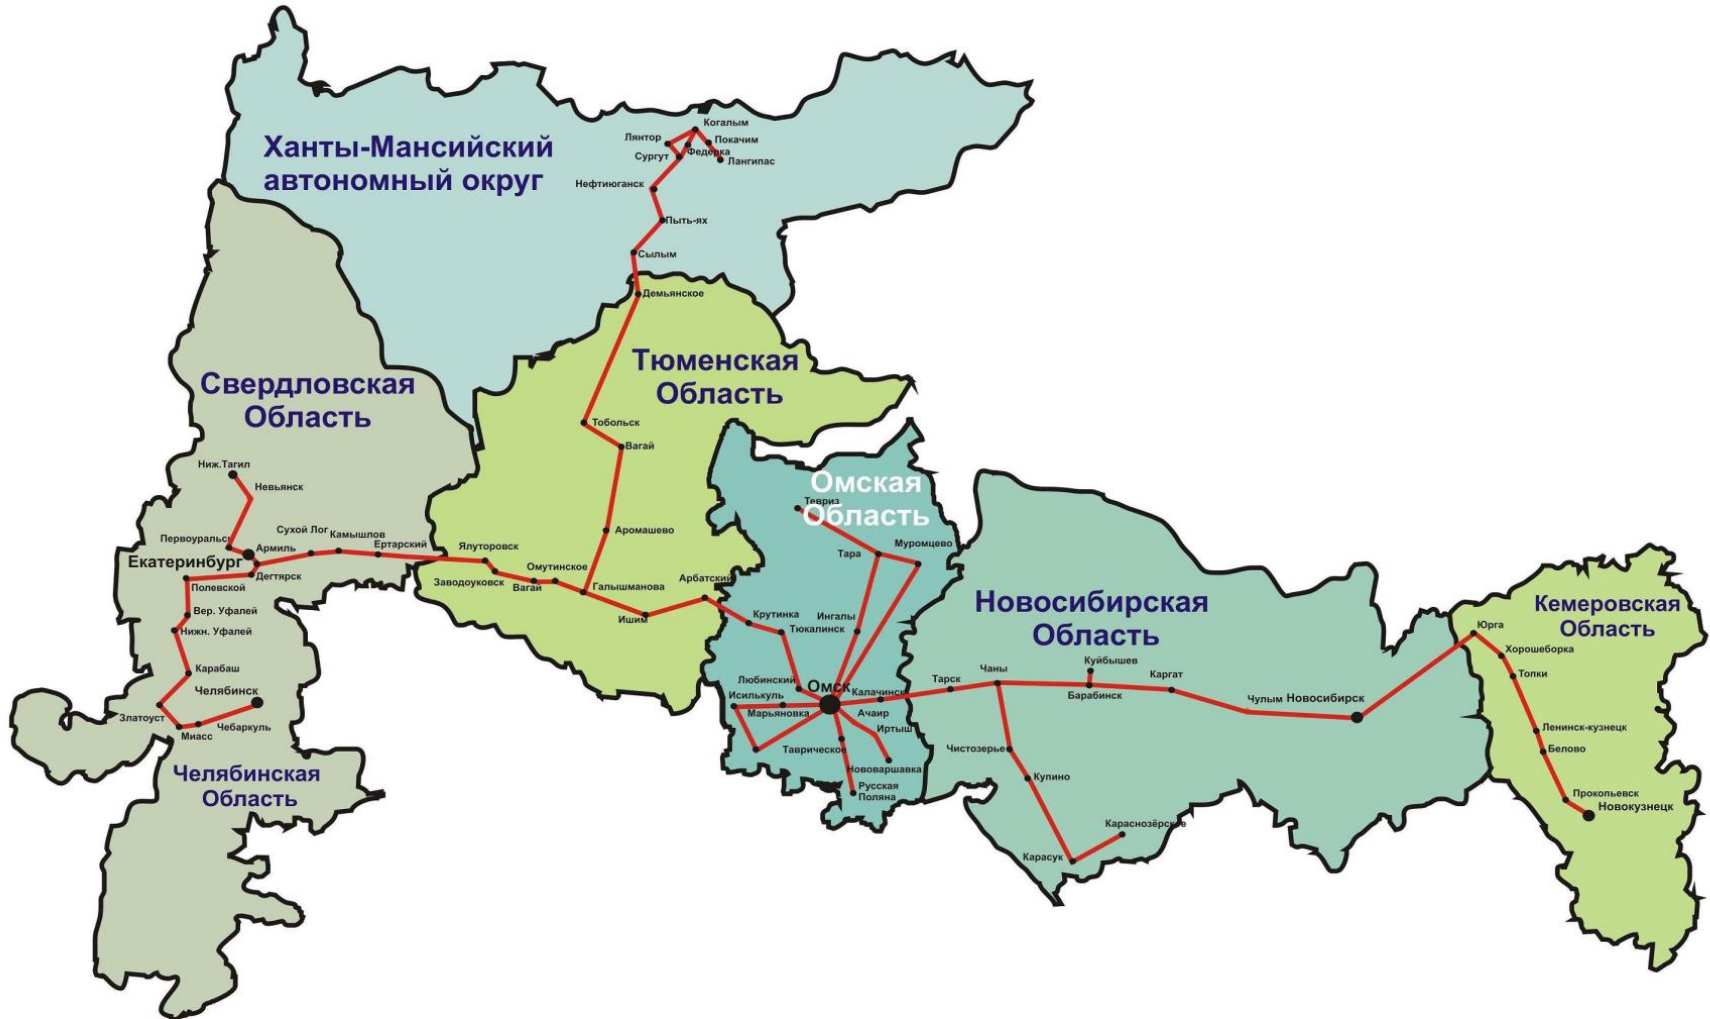 Ханты-Мансийский
автономный округ
Когалым
Лянтор
Покачим
Федерка
Сургут
Лангипас
Нефтиюганск
Пыть-ях
Сылым
Демьянское
Тюменская
Область
Свердловская
Область
Тобольск
Вагай
Ниж.Тагил
Невьянск
Омская
Область
Тевриз
Сухой Лог
Камышлов
Аромашево
Первоуральск
Армиль
Ертарский
Ялуторовск
Муромцево
Тара
Екатеринбург
Дегтярск
Полевской
Заводоуковск
Вагай
Омутинское
Галышманова
Арбатский
Вер. Уфалей
Нижн. Уфалей
Ишим
Крутинка
Тюкалинск
Ингалы
Новосибирская
Область
Кемеровская
Область
Юрга
Хорошеборка
Топки
Карабаш
Челябинск
Любинский
Омск
Исилькуль
Марьяновка
Калачинск
Тарск
Чаны
Куйбышев
Барабинск
Каргат
Чулым
Новосибирск
Златоуст
Миасс
Чебаркуль
Ачаир
Иртыш
Таврическое
Нововаршавка
Чистозерье
Ленинск-кузнецк
Белово
Челябинская
Область
Русская
Поляна
Купино
Прокопьевск
Новокузнецк
Караснозёрское
Карасук